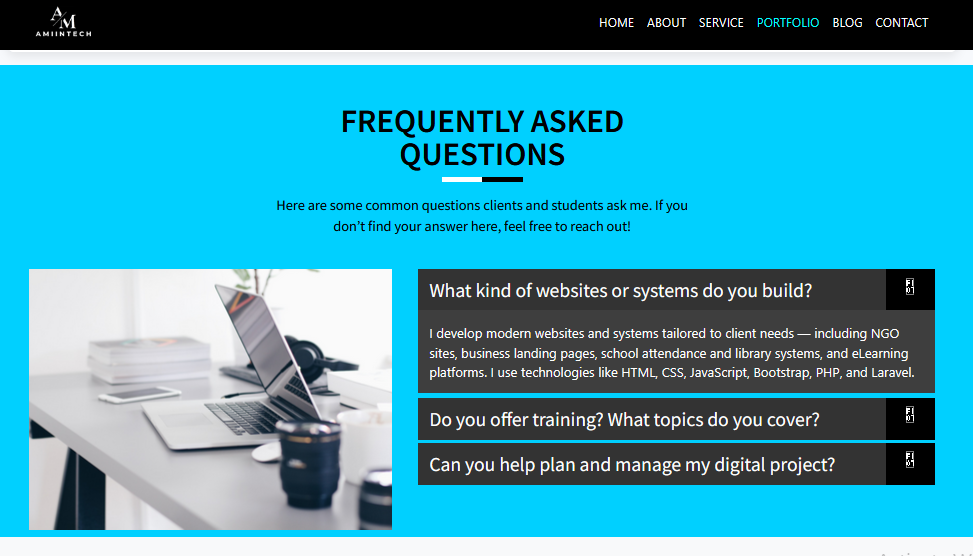 AM
AMIINTECH
HOME ABOUT SERVICE PORTFOLIO BLOG CONTACT
FREQUENTLY ASKED
QUESTIONS
Here are some common questions clients and students ask me. If you
don’t find your answer here, feel free to reach out!
What kind of websites or systems do you build?
I develop modern websites and systems tailored to client needs — including NGO
sites, business landing pages, school attendance and library systems, and eLearning
platforms. I use technologies like HTML, CSS, JavaScript, Bootstrap, PHP, and Laravel.
Do you offer training? What topics do you cover?
Can you help plan and manage my digital project?